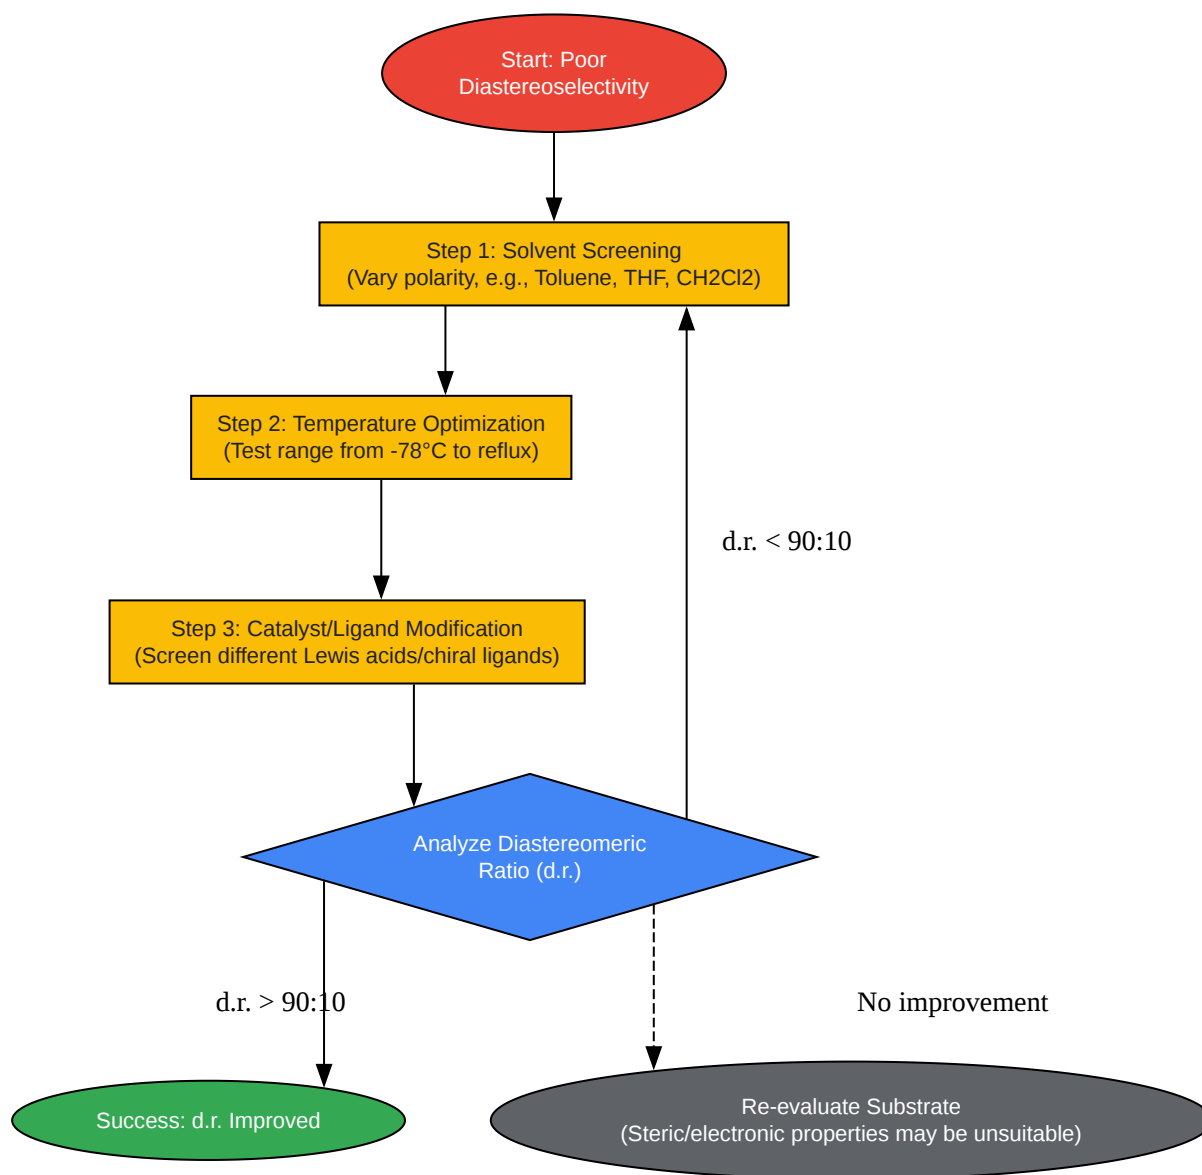 Start: Poor
Diastereoselectivity
Step 1: Solvent Screening
(Vary polarity, e.g., Toluene, THF, CH2Cl2)
Step 2: Temperature Optimization
(Test range from -78°C to reflux)
d.r. < 90:10
Step 3: Catalyst/Ligand Modification
(Screen different Lewis acids/chiral ligands)
Analyze Diastereomeric
Ratio (d.r.)
d.r. > 90:10
No improvement
Success: d.r. Improved
Re-evaluate Substrate
(Steric/electronic properties may be unsuitable)